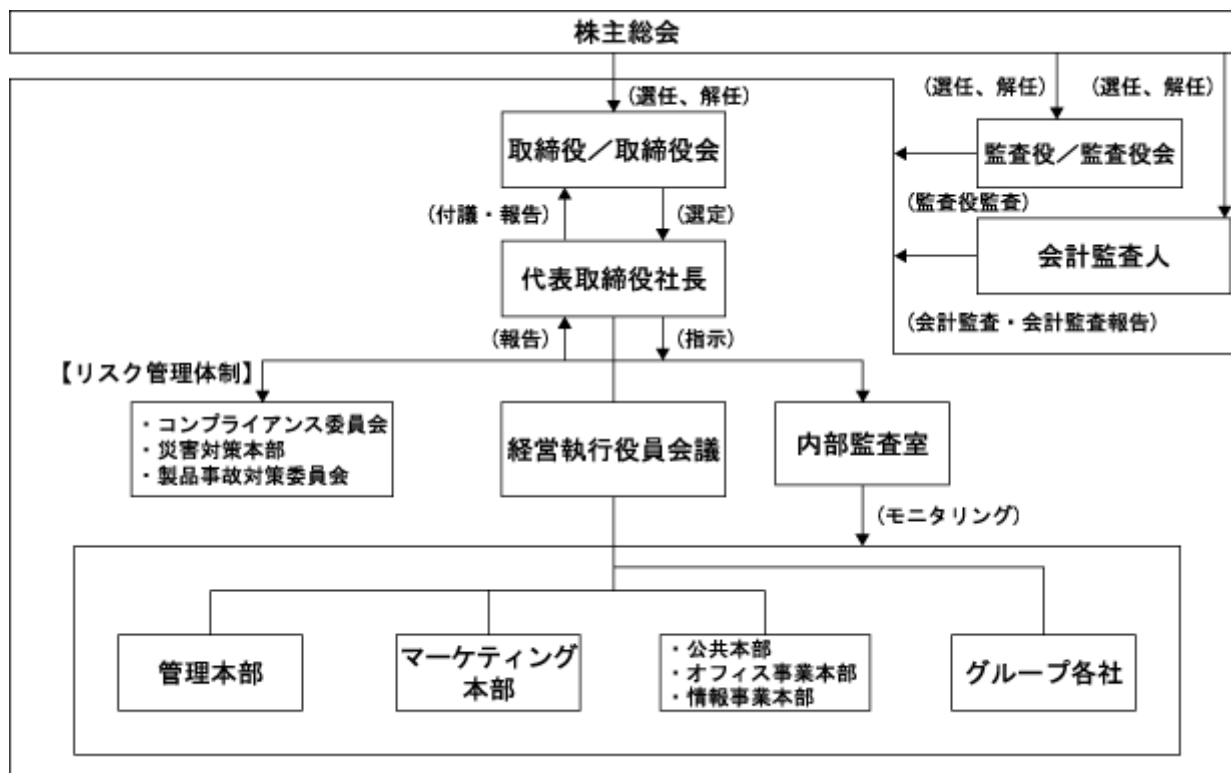 株主総会
(選任、解任)
(選任、解任)
(選任、解任)
取締役／取締役会
監査役／監査役会
(付議・報告)
(選定)
(監査役監査)
代表取締役社長
会計監査人
(会計監査・会計監査報告)
(報告)
(指示)
【リスク管理体制】
・コンプライアンス委員会
・災害対策本部
・製品事故対策委員会
経営執行役員会議
内部監査室
(モニタリング)
管理本部
マーケティング
本部
・公共本部
・オフィス事業本部
・情報事業本部
グループ各社